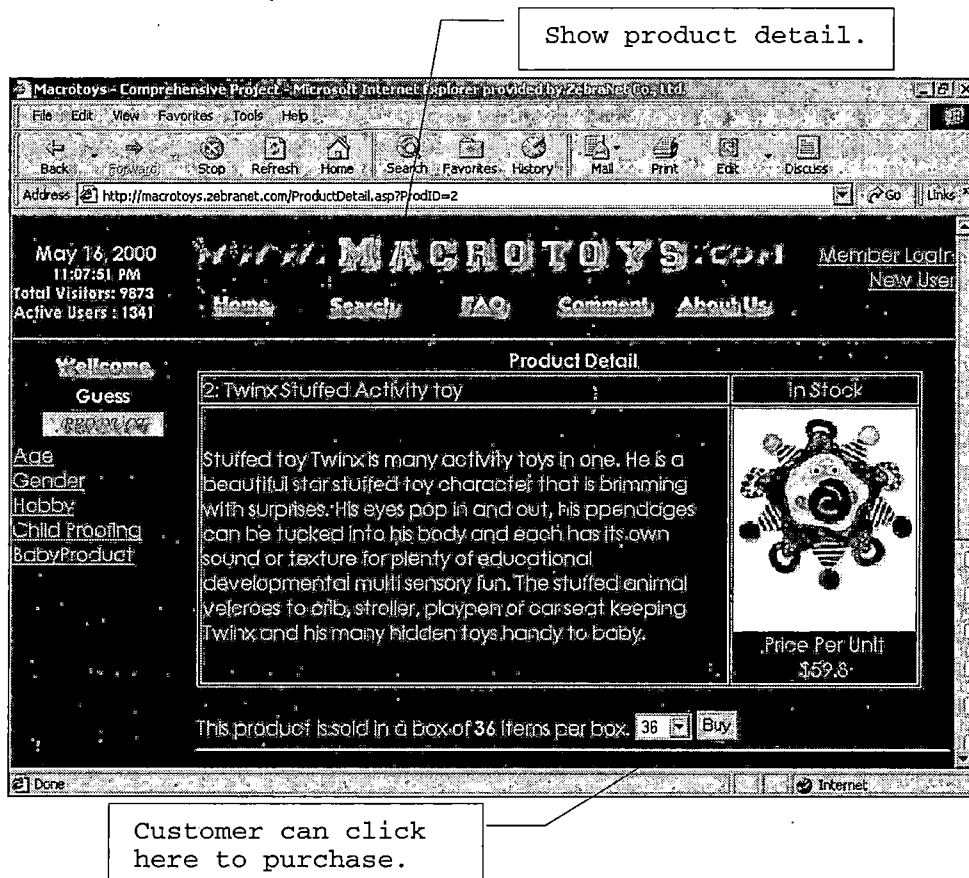 Show product detail.
Macrotoys - Comprehensive Project - Microsoft Internet Explorer provided by ZebraNet Co., Ltd.
File Edit View Favorites Tools Help
Back Forward Stop Refresh Home Search Favorites History Mail Print Edit Discuss
Address http://macrotoys.zebranet.com/ProductDetail.asp?ProdID=2 Go Links
May 16, 2000
11:07:51 PM
Total Visitors: 9873
Active Users : 1341
www.MACROTOYS.com
Member Login
New User
Home Search FAQ Comment About Us
Wellcome
Guess
PRODUCT
Age
Gender
Hobby
Child Proofing
BabyProduct
Product Detail
2: Twinx Stuffed Activity toy In Stock
Stuffed toy Twinx is many activity toys in one. He is a
beautiful star stuffed toy character that is brimming
with surprises. His eyes pop in and out, his ppendages
can be tucked into his body and each has its own
sound or texture for plenty of educational
developmental multi sensory fun. The stuffed animal
velcroes to crib, stroller, playpen or car seat keeping
Twinx and his many hidden toys handy to baby.
Price Per Unit
$59.8
This product is sold in a box of 36 items per box. 36 Buy
Done Internet
Customer can click
here to purchase.